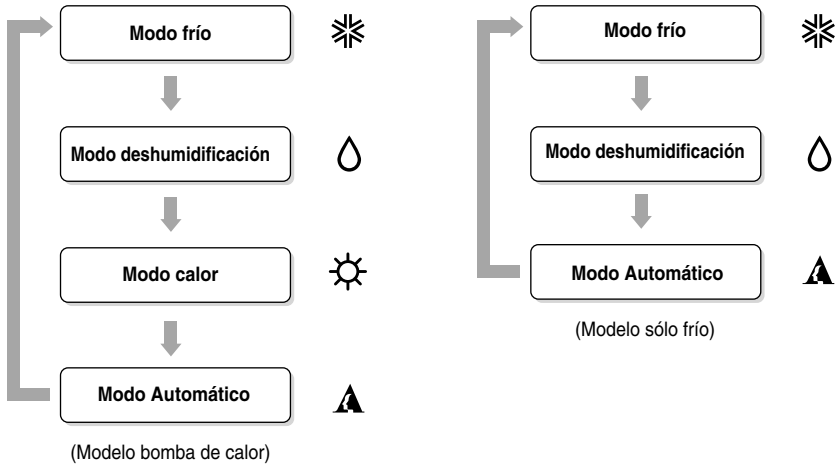 Modo frío
Modo deshumidificación
Modo calor
Modo Automático
(Modelo bomba de calor)
Modo frío
Modo deshumidificación
Modo Automático
(Modelo sólo frío)